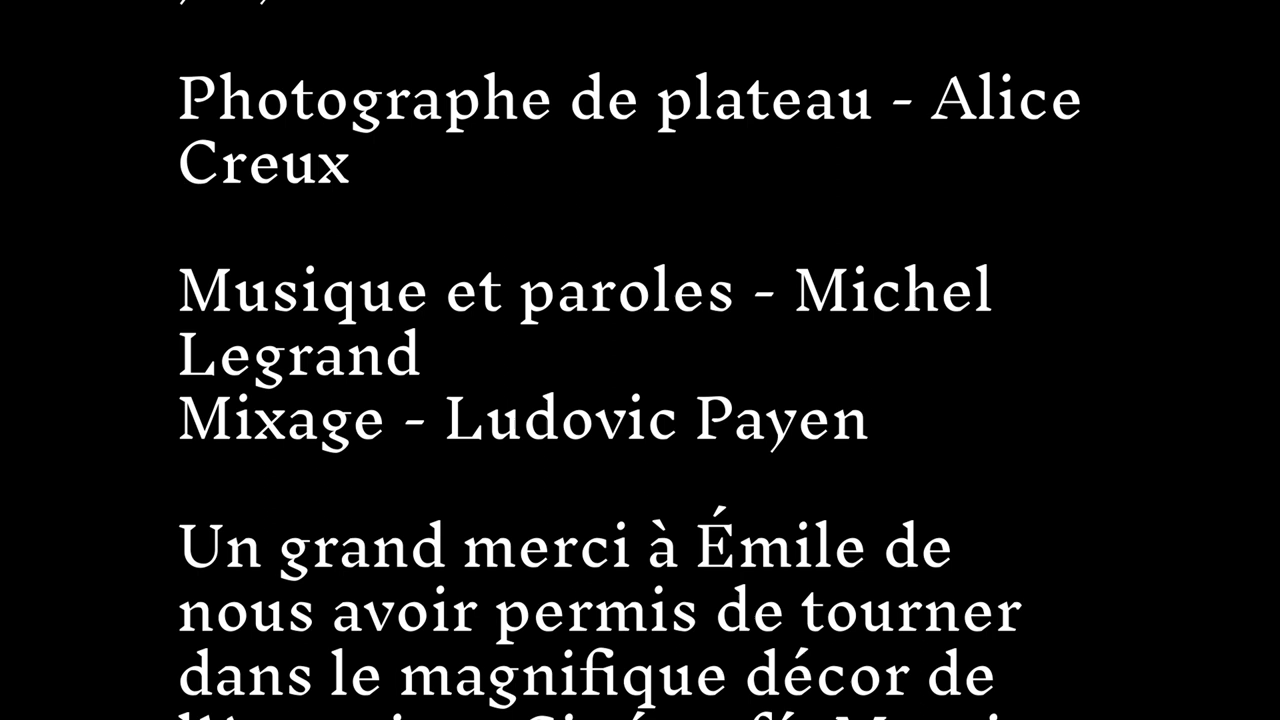 Photographe de plateau - Alice
Creux
Musique et paroles - Michel
Legrand
Mixage - Ludovic Payen
Un grand merci à Émile de
nous avoir permis de tourner
dans le magnifique décor de